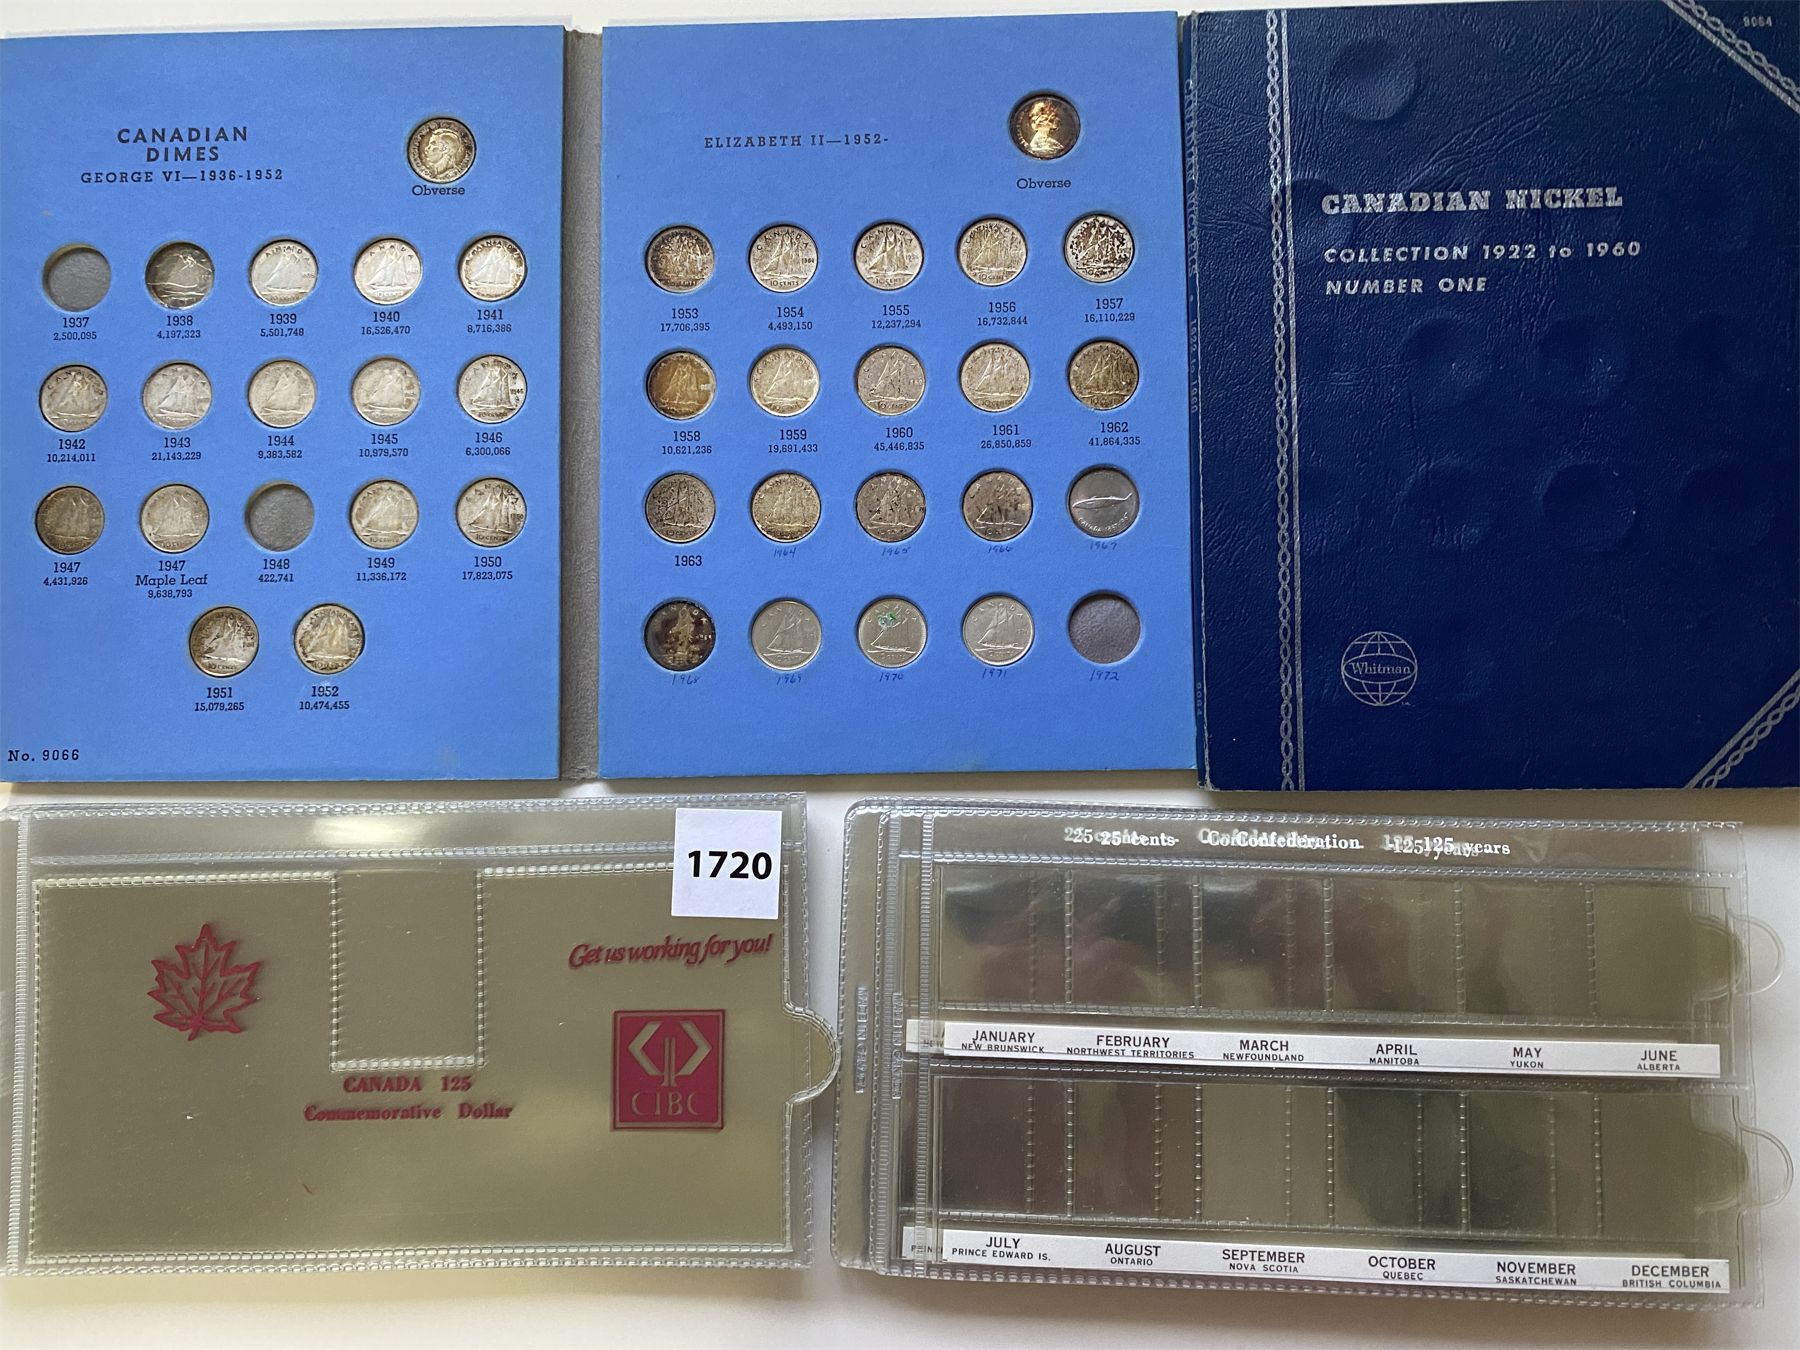 CANADIAN
DIMES
GEORGE VI—1936-1952
Obverse
1937
2,500,095
1938
4,197,323
1939
5,501,748
1940
16,526,470
1941
8,716,386
1942
10,214,011
1943
21,143,229
1944
9,383,582
1945
10,979,570
1946
6,300,066
1947
4,431,926
1947
Maple Leaf
9,638,793
1948
422,741
1949
11,336,172
1950
17,823,075
1951
15,079,265
1952
10,474,455
No. 9066
ELIZABETH II—1952-
Obverse
1953
17,706,395
1954
4,493,150
1955
12,237,294
1956
16,732,844
1957
16,110,229
1958
10,621,236
1959
19,691,433
1960
45,446,835
1961
26,850,859
1962
41,864,335
1963
1964
1965
1966
1967
1968
1969
1970
1971
1972
9064
CANADIAN NICKEL
COLLECTION 1922 to 1960
NUMBER ONE
Whitman
9064
1720
Get us working for you!
CIBC
CANADA 125
Commemorative Dollar
25 cents - Confederation - 125 years
JANUARY
NEW BRUNSWICK
FEBRUARY
NORTHWEST TERRITORIES
MARCH
NEWFOUNDLAND
APRIL
MANITOBA
MAY
YUKON
JUNE
ALBERTA
JULY
PRINCE EDWARD IS.
AUGUST
ONTARIO
SEPTEMBER
NOVA SCOTIA
OCTOBER
QUEBEC
NOVEMBER
SASKATCHEWAN
DECEMBER
BRITISH COLUMBIA